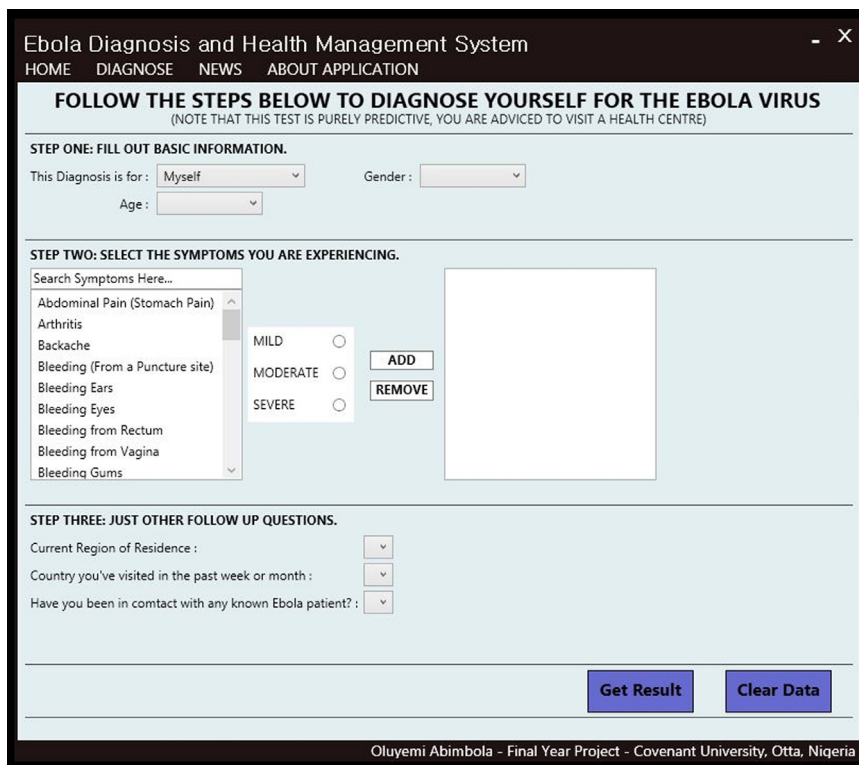 Ebola Diagnosis and Health Management System
HOME DIAGNOSE NEWS ABOUT APPLICATION
FOLLOW THE STEPS BELOW TO DIAGNOSE YOURSELF FOR THE EBOLA VIRUS
(NOTE THAT THIS TEST IS PURELY PREDICTIVE, YOU ARE ADVICED TO VISIT A HEALTH CENTRE)
STEP ONE: FILL OUT BASIC INFORMATION.
This Diagnosis is for : Myself Gender :
Age :
STEP TWO: SELECT THE SYMPTOMS YOU ARE EXPERIENCING.
Search Symptoms Here...
Abdominal Pain (Stomach Pain)
Arthritis
Backache
Bleeding (From a Puncture site)
Bleeding Ears
Bleeding Eyes
Bleeding from Rectum
Bleeding from Vagina
Bleeding Gums
MILD
MODERATE
SEVERE
ADD
REMOVE
STEP THREE: JUST OTHER FOLLOW UP QUESTIONS.
Current Region of Residence :
Country you've visited in the past week or month :
Have you been in comtact with any known Ebola patient? :
Get Result Clear Data
Oluyemi Abimbola - Final Year Project - Covenant University, Otta, Nigeria